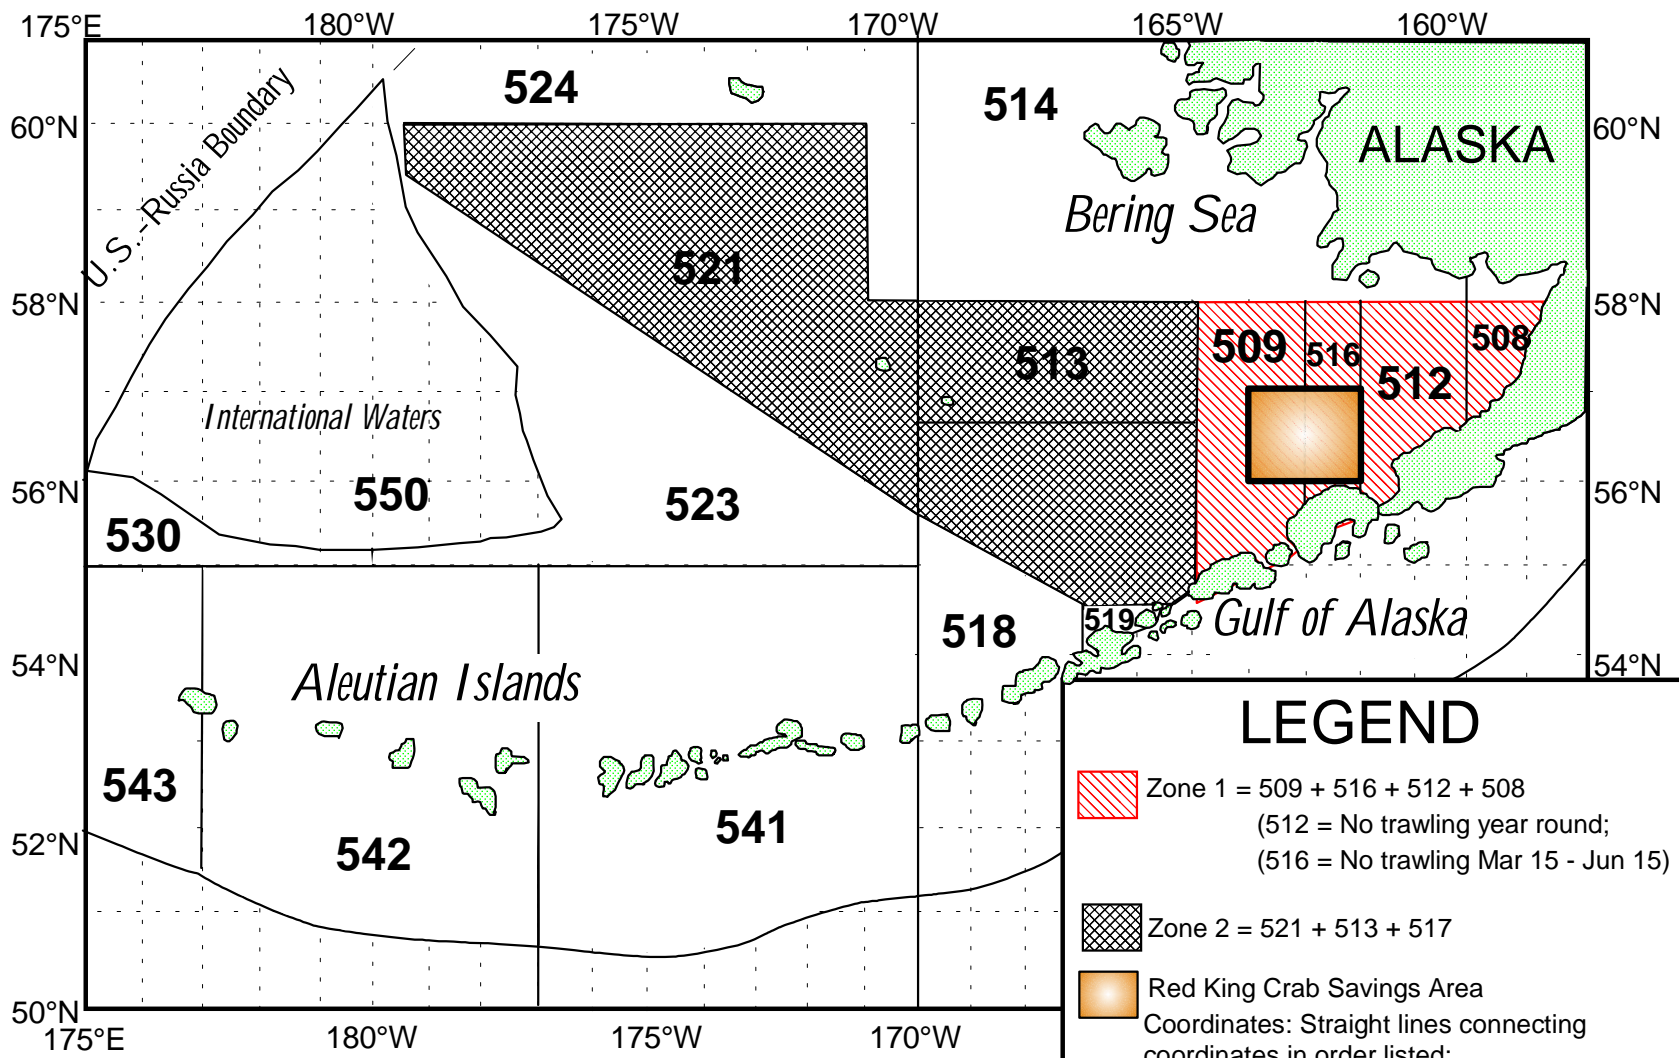 175°E 180°W 175°W 170°W 165°W 160°W
524
514
60°N
60°N
ALASKA
U.S.-Russia Boundary
Bering Sea
521
58°N
58°N
509
516
508
513
512
International Waters
550
523
56°N
56°N
530
519
518
Gulf of Alaska
54°N
54°N
Aleutian Islands
543
542
541
52°N
50°N
175°E 180°W 175°W 170°W
LEGEND
Zone 1 = 509 + 516 + 512 + 508
(512 = No trawling year round;
(516 = No trawling Mar 15 - Jun 15)
Zone 2 = 521 + 513 + 517
Red King Crab Savings Area
Coordinates: Straight lines connecting
coordinates in order listed: